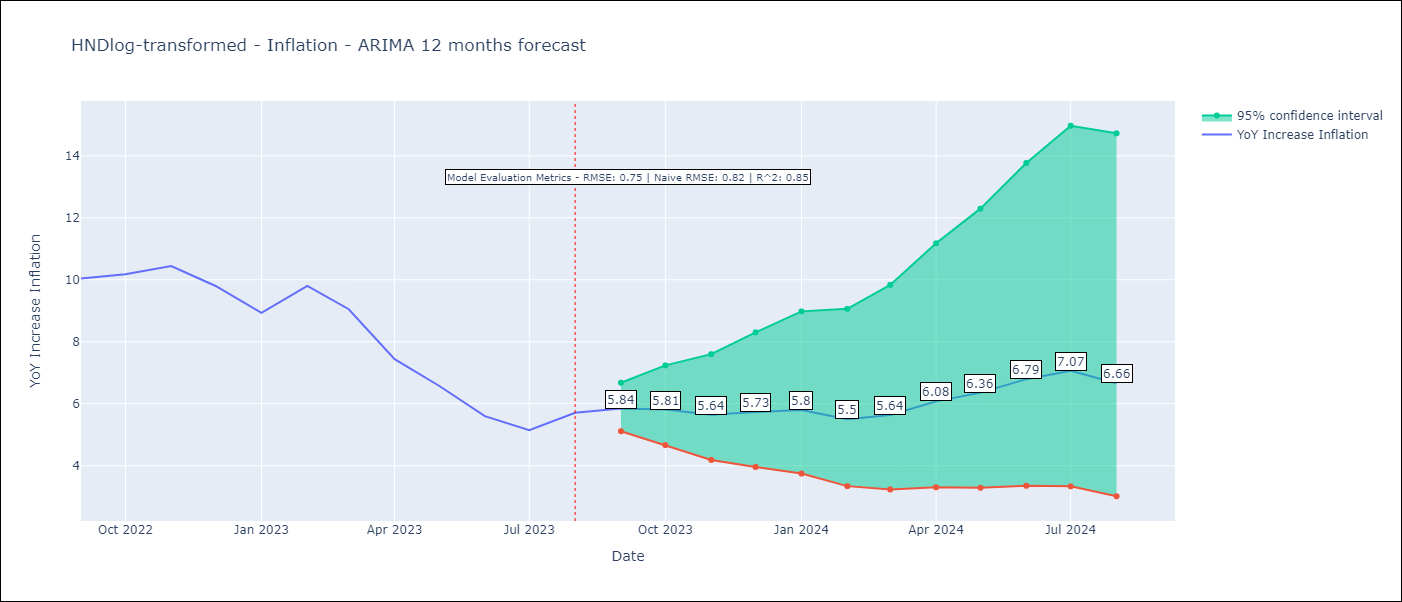 HNDlog-transformed - Inflation - ARIMA 12 months forecast
95% confidence interval
YoY Increase Inflation
Model Evaluation Metrics - RMSE: 0.75 | Naive RMSE: 0.82 | R^2: 0.85
YoY Increase Inflation
14
12
10
8
6
4
5.84
5.81
5.64
5.73
5.8
5.5
5.64
6.08
6.36
6.79
7.07
6.66
Oct 2022
Jan 2023
Apr 2023
Jul 2023
Oct 2023
Jan 2024
Apr 2024
Jul 2024
Date